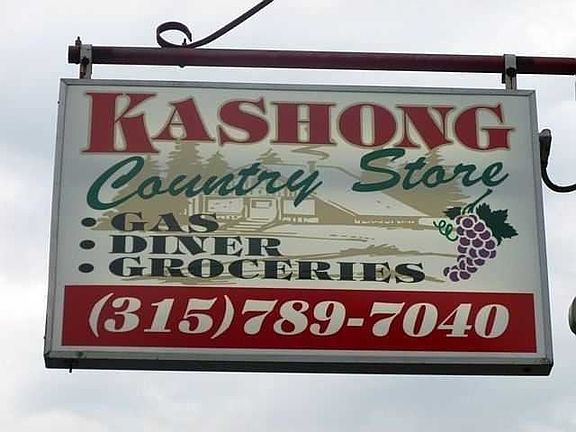 KASHONG
Country Store
• GAS
• DINER
• GROCERIES
(315)789-7040